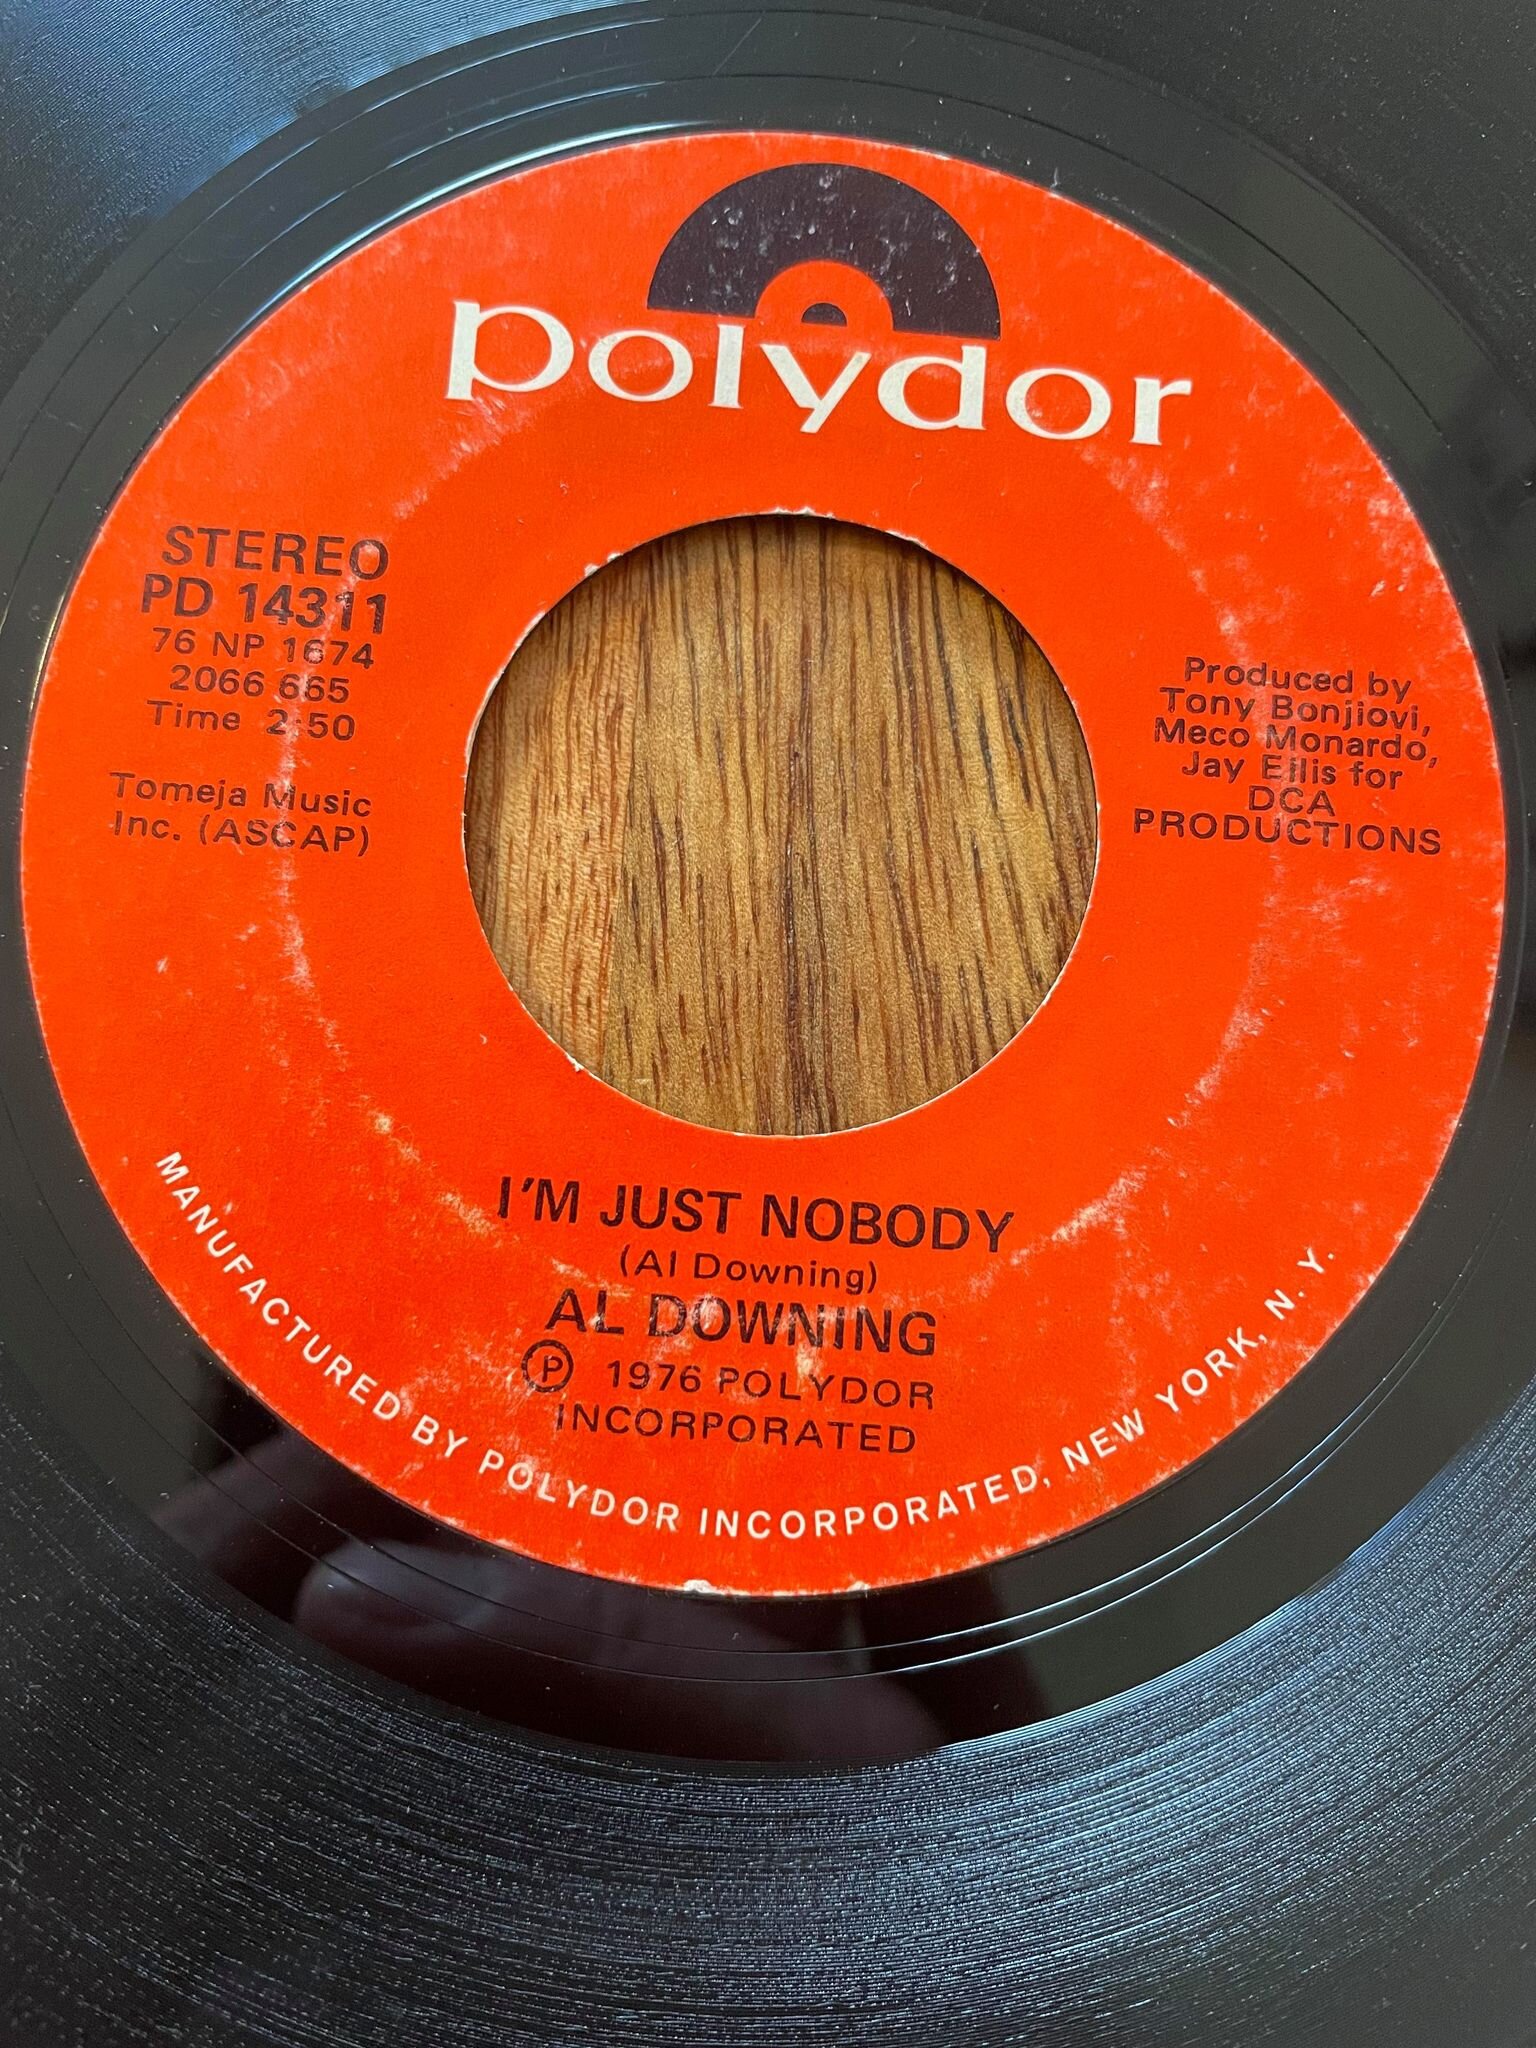 polydor
STEREO
PD 14311
76 NP 1674
2066 665
Time 2:50
Tomeja Music
Inc. (ASCAP)
Produced by
Tony Bonjiovi,
Meco Monardo,
Jay Ellis for
DCA
PRODUCTIONS
I'M JUST NOBODY
(Al Downing)
AL DOWNING
Ⓟ 1976 POLYDOR
INCORPORATED
MANUFACTURED BY POLYDOR INCORPORATED, NEW YORK, N. Y.